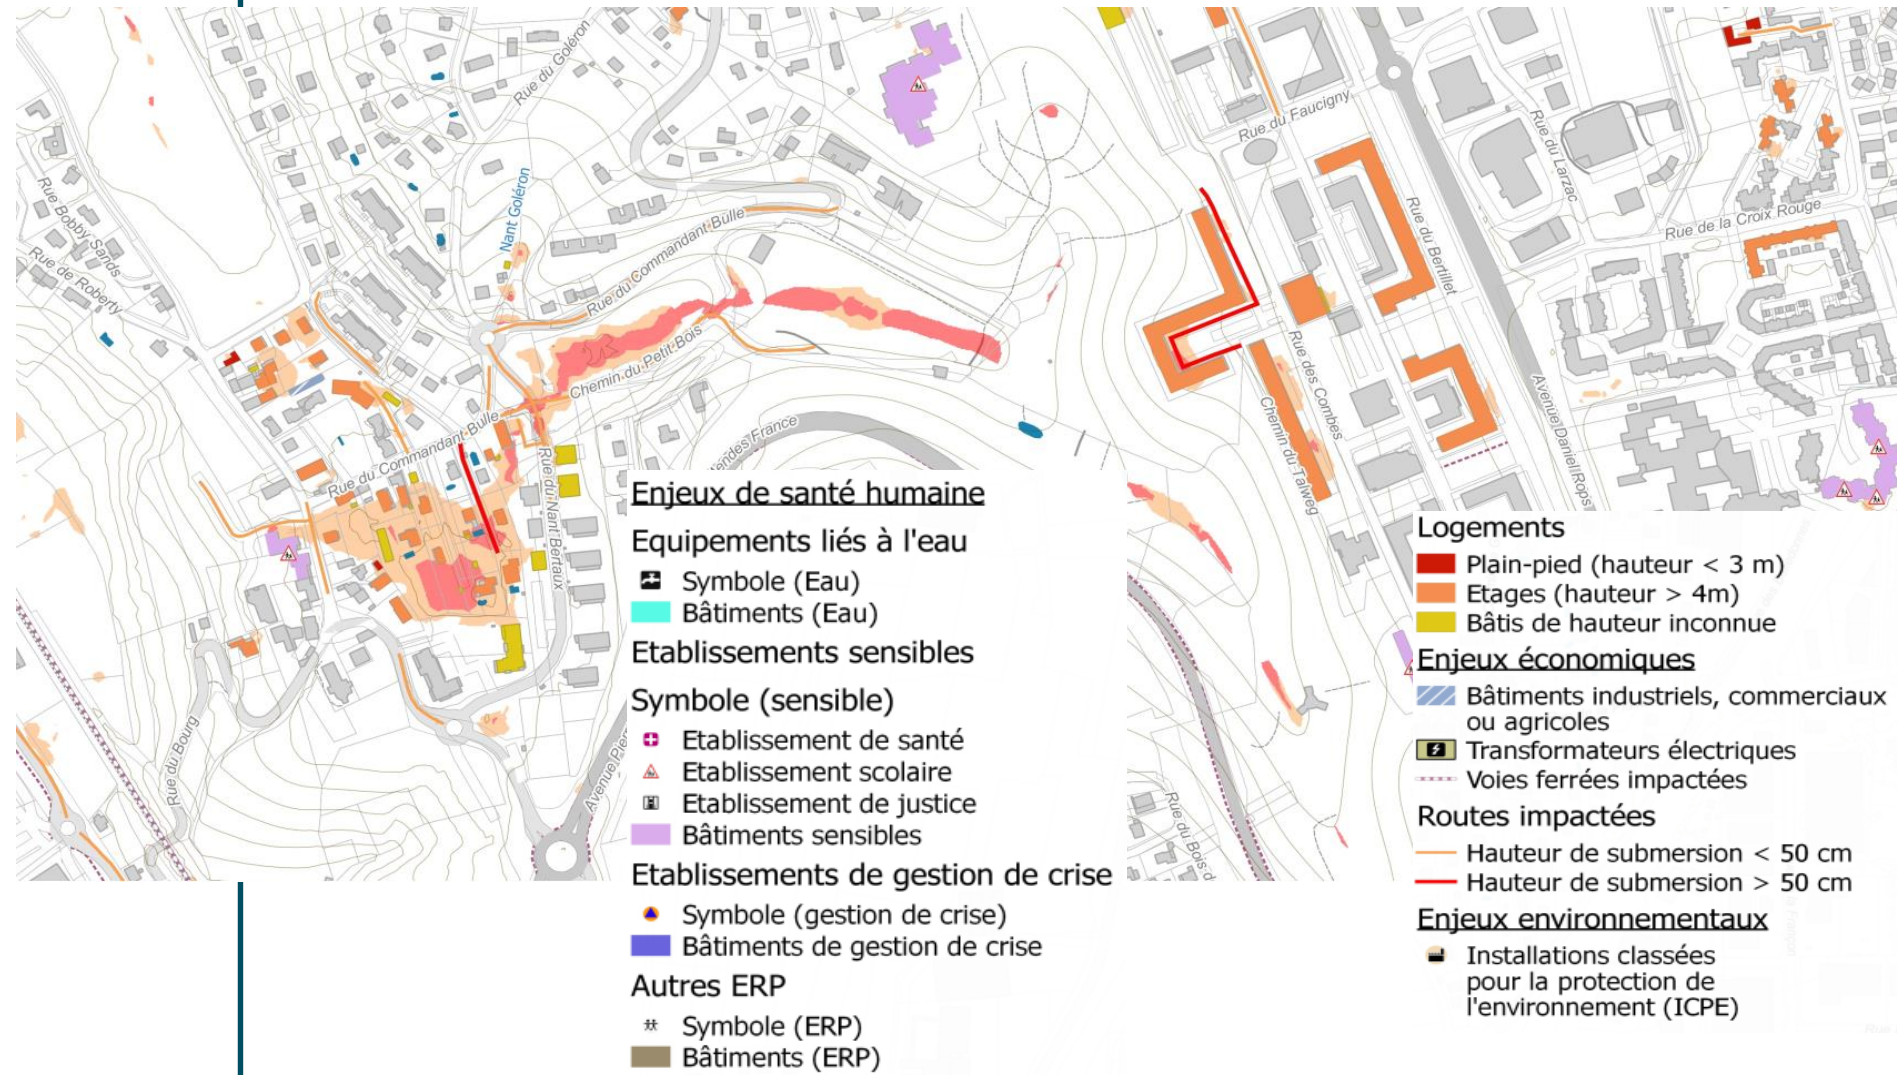 Rue du Goléron
Rue du Faucigny
Rue du Larzac
Rue Bobby Sands
Rue de Roberty
Nant Goléron
Rue du Commandant Bulle
Rue du Bertillet
Rue de la Croix Rouge
Rue du Commandant Bulle
Chemin du Petit Bois
Rue des Combes
Chemin du Talweg
Avenue Daniel Rops
Rue du Nant Bertaux
endes France
Rue du Bourg
Avenue Pierr
Rue du Bois d
Enjeux de santé humaine
Equipements liés à l'eau
Symbole (Eau)
Bâtiments (Eau)
Etablissements sensibles
Symbole (sensible)
Etablissement de santé
Etablissement scolaire
Etablissement de justice
Bâtiments sensibles
Etablissements de gestion de crise
Symbole (gestion de crise)
Bâtiments de gestion de crise
Autres ERP
Symbole (ERP)
Bâtiments (ERP)
Logements
Plain-pied (hauteur < 3 m)
Etages (hauteur > 4m)
Bâtis de hauteur inconnue
Enjeux économiques
Bâtiments industriels, commerciaux
ou agricoles
Transformateurs électriques
Voies ferrées impactées
Routes impactées
Hauteur de submersion < 50 cm
Hauteur de submersion > 50 cm
Enjeux environnementaux
Installations classées
pour la protection de
l'environnement (ICPE)